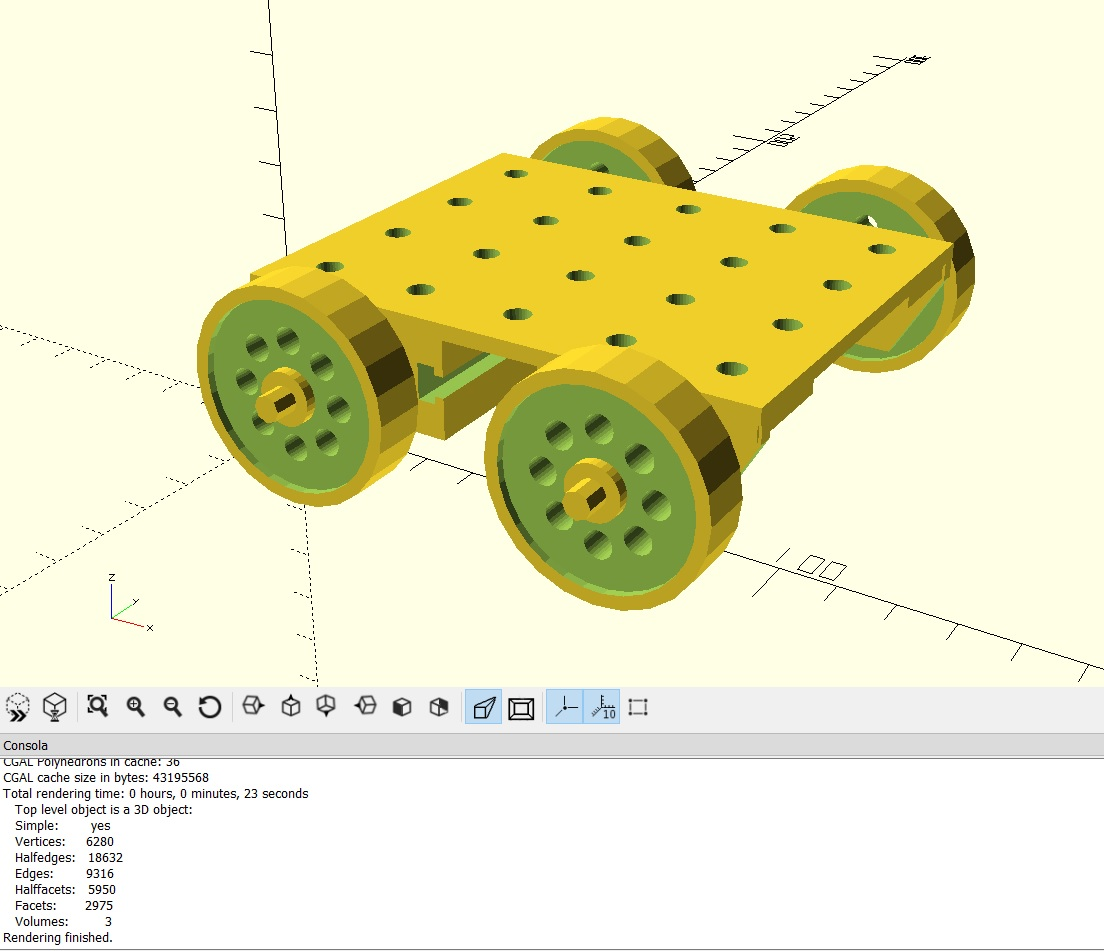 Z
Y
X
10
Consola
CGAL Polyhedrons in cache: 36
CGAL cache size in bytes: 43195568
Total rendering time: 0 hours, 0 minutes, 23 seconds
Top level object is a 3D object:
Simple: yes
Vertices: 6280
Halfedges: 18632
Edges: 9316
Halffacets: 5950
Facets: 2975
Volumes: 3
Rendering finished.